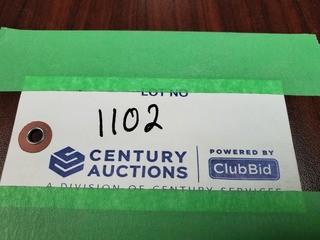 LOT NO
1102
CENTURY AUCTIONS
POWERED BY
ClubBid
A DIVISION OF CENTURY SERVICES